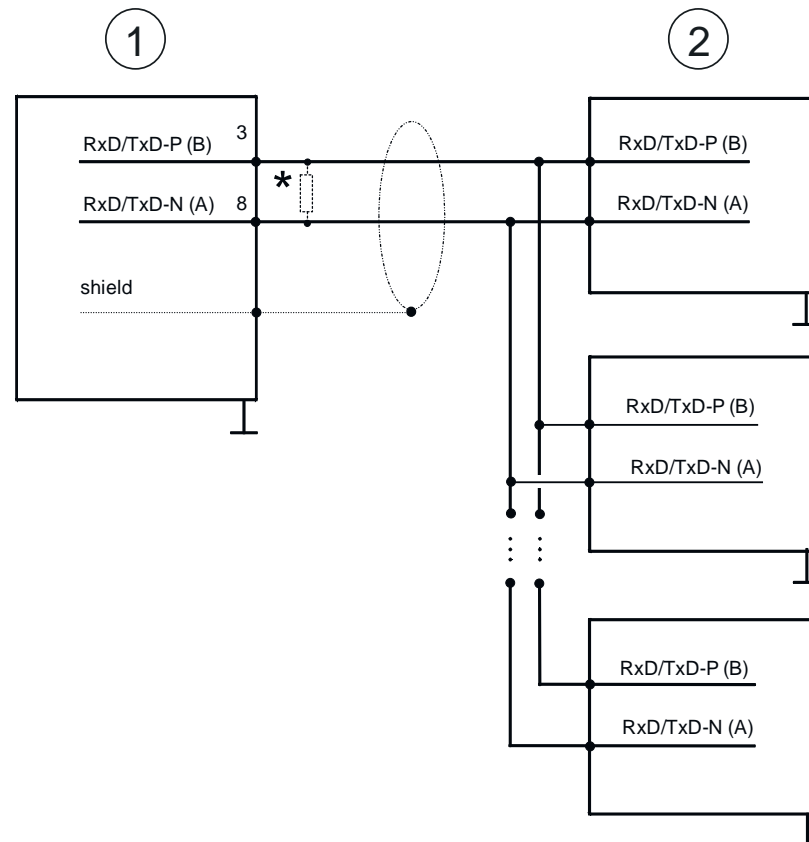 1
2
RxD/TxD-P (B) 3
RxD/TxD-P (B)
*
RxD/TxD-N (A) 8
RxD/TxD-N (A)
shield
RxD/TxD-P (B)
RxD/TxD-N (A)
RxD/TxD-P (B)
RxD/TxD-N (A)